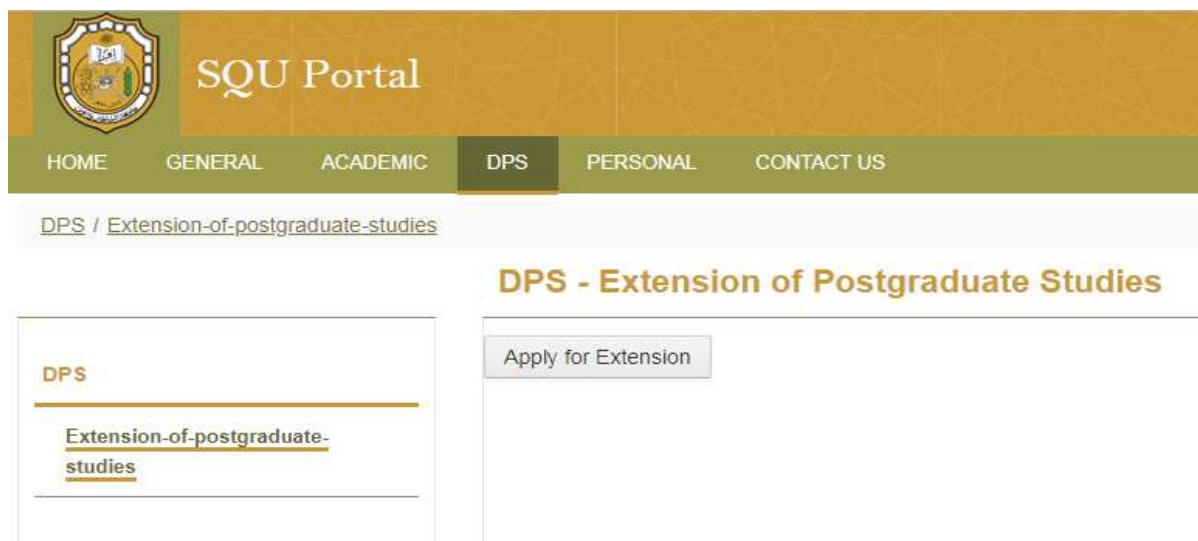 SQU Portal
HOME GENERAL ACADEMIC DPS PERSONAL CONTACT US
DPS / Extension-of-postgraduate-studies
DPS - Extension of Postgraduate Studies
DPS
Extension-of-postgraduate-
studies
Apply for Extension